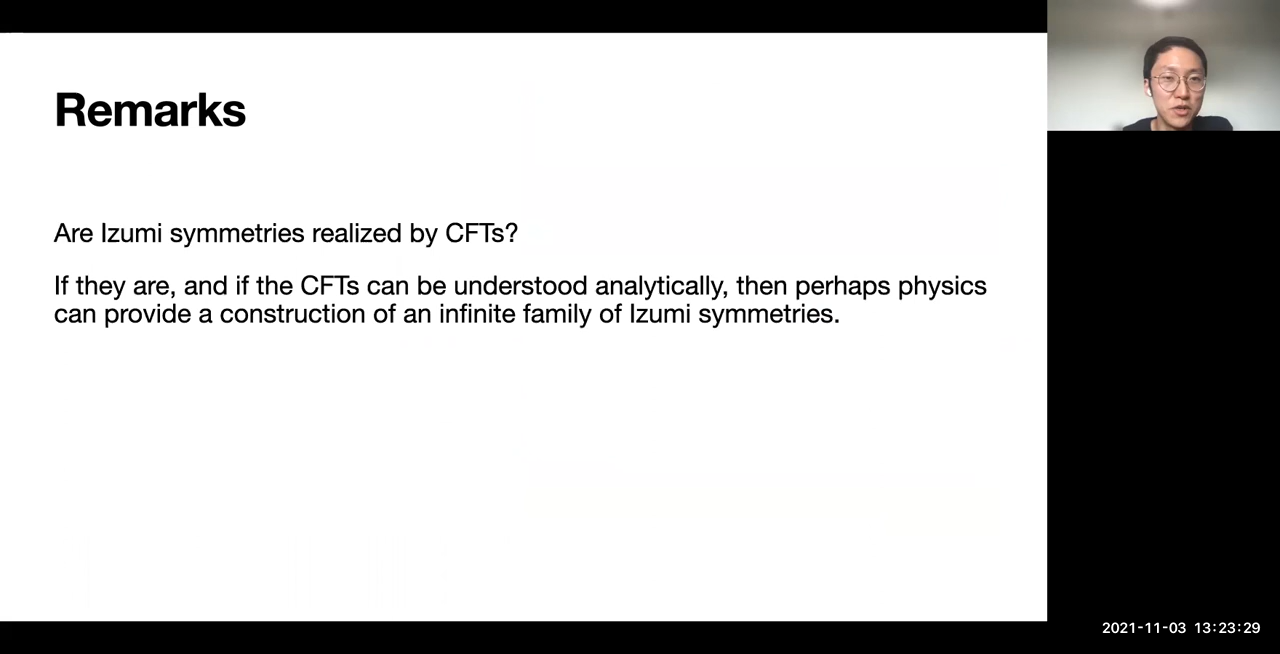 Remarks
Are Izumi symmetries realized by CFTs?
If they are, and if the CFTs can be understood analytically, then perhaps physics
can provide a construction of an infinite family of Izumi symmetries.
2021-11-03 13:23:29